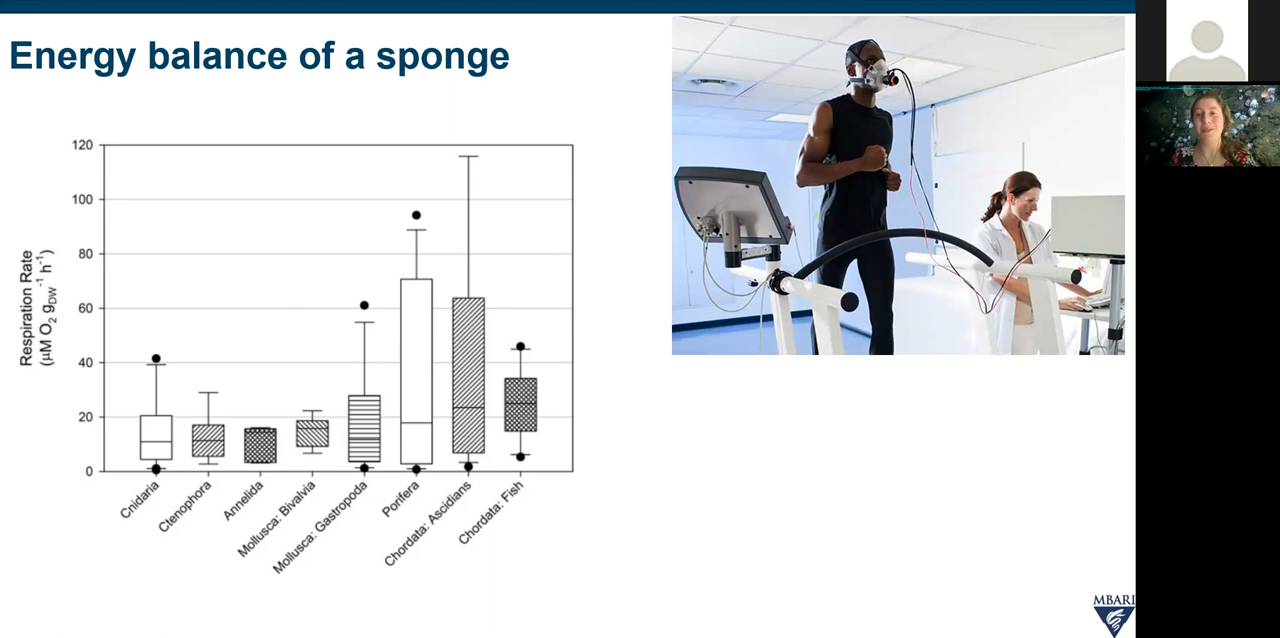 Energy balance of a sponge
120
100
80
60
40
20
0
Respiration Rate
(µM O2 gDW-1 h-1)
Cnidaria
Ctenophora
Annelida
Mollusca: Bivalvia
Mollusca: Gastropoda
Porifera
Chordata: Ascidians
Chordata: Fish
MBARI